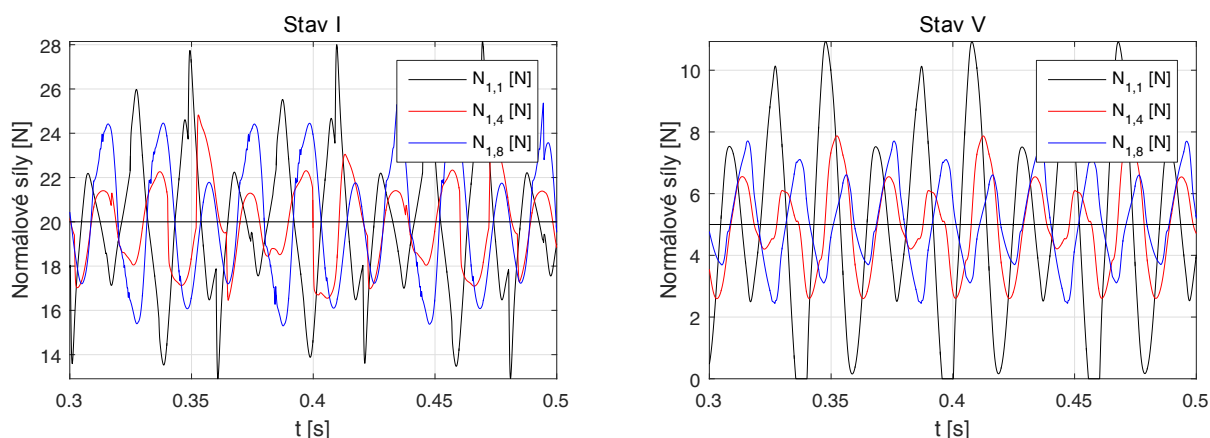 Stav I
28
26
24
22
20
18
16
14
0.3
0.35
0.4
0.45
0.5
t [s]
Normálové síly [N]
N1,1 [N]
N1,4 [N]
N1,8 [N]
Stav V
10
8
6
4
2
0
0.3
0.35
0.4
0.45
0.5
t [s]
Normálové síly [N]
N1,1 [N]
N1,4 [N]
N1,8 [N]